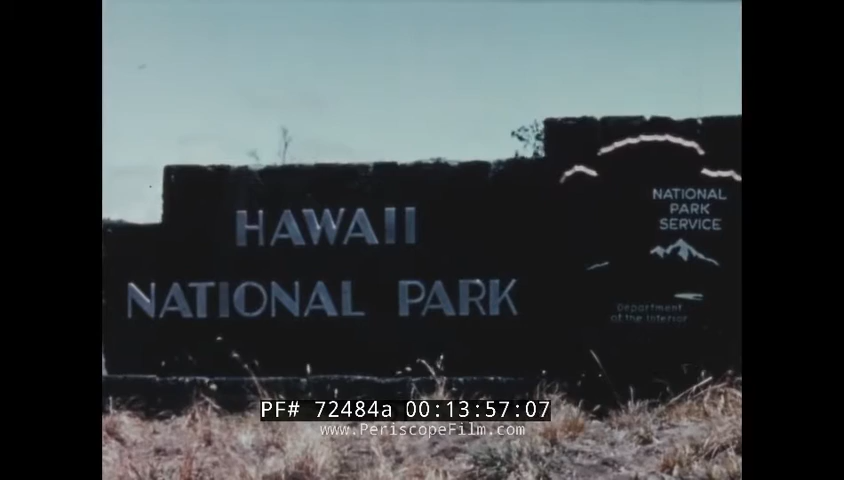 HAWAII
NATIONAL PARK
NATIONAL
PARK
SERVICE
Department
of the Interior
PF# 72484a 00:13:57:07
www.PeriscopeFilm.com